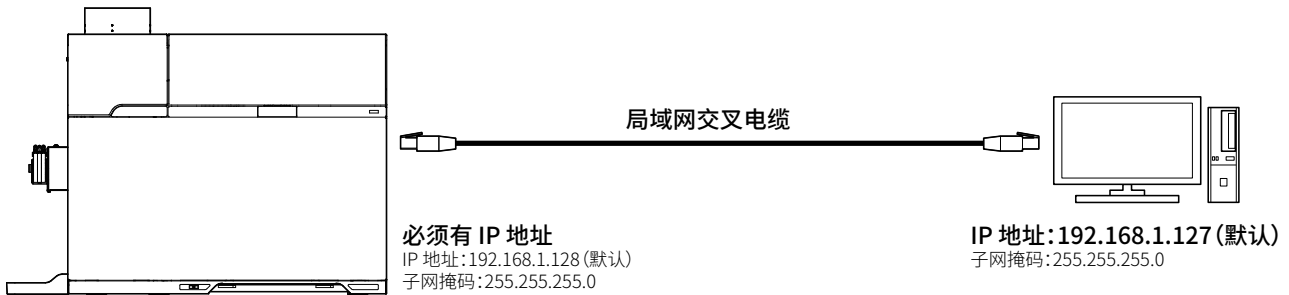 局域网交叉电缆
必须有 IP 地址
IP 地址:192.168.1.128(默认)
子网掩码:255.255.255.0
IP 地址:192.168.1.127(默认)
子网掩码:255.255.255.0